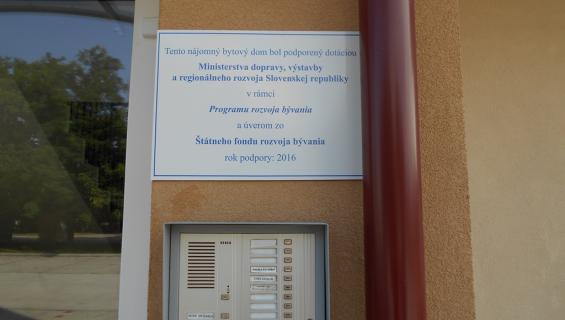 Tento nájomný bytový dom bol podporený dotáciou
Ministerstva dopravy, výstavby
a regionálneho rozvoja Slovenskej republiky
v rámci
Programu rozvoja bývania
a úverom zo
Štátneho fondu rozvoja bývania
rok podpory: 2016